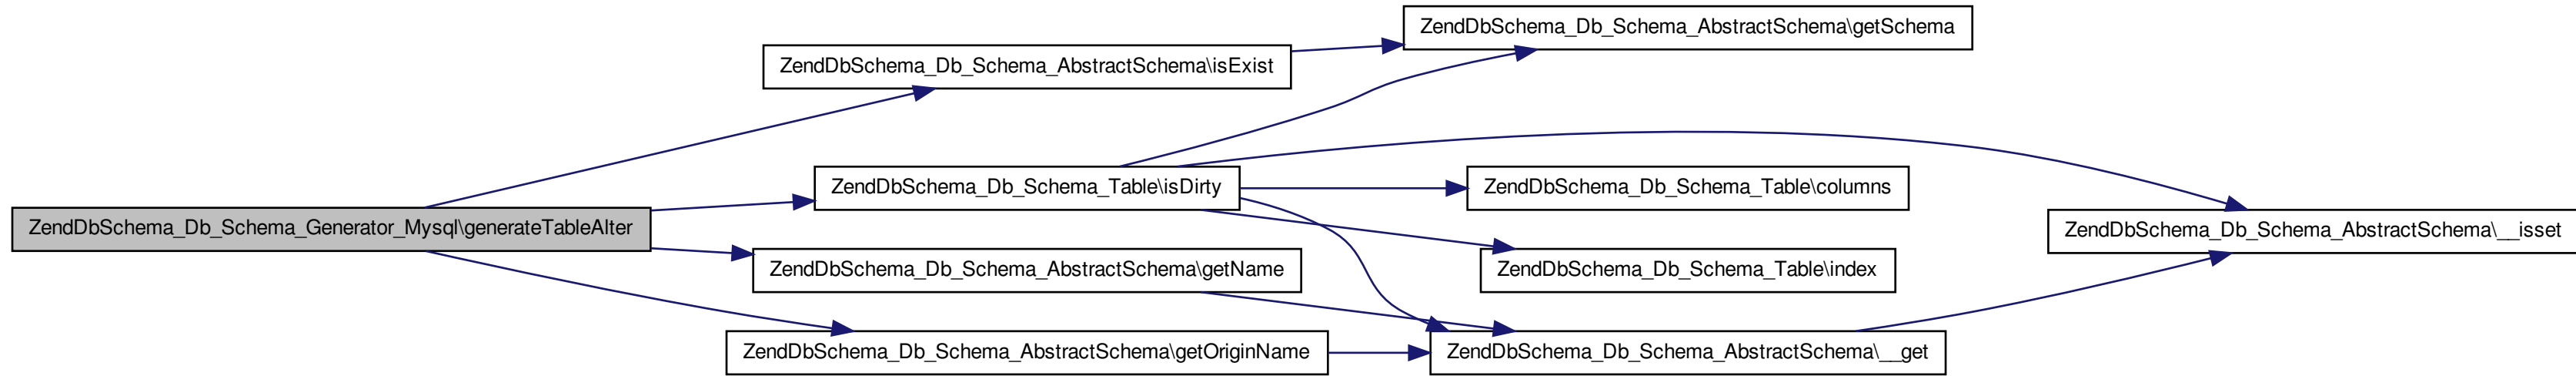 ZendDbSchema_Db_Schema_AbstractSchema\getSchema
ZendDbSchema_Db_Schema_AbstractSchema\isExist
ZendDbSchema_Db_Schema_Table\isDirty
ZendDbSchema_Db_Schema_Table\columns
ZendDbSchema_Db_Schema_Generator_Mysql\generateTableAlter
ZendDbSchema_Db_Schema_AbstractSchema\__isset
ZendDbSchema_Db_Schema_AbstractSchema\getName
ZendDbSchema_Db_Schema_Table\index
ZendDbSchema_Db_Schema_AbstractSchema\getOriginName
ZendDbSchema_Db_Schema_AbstractSchema\__get